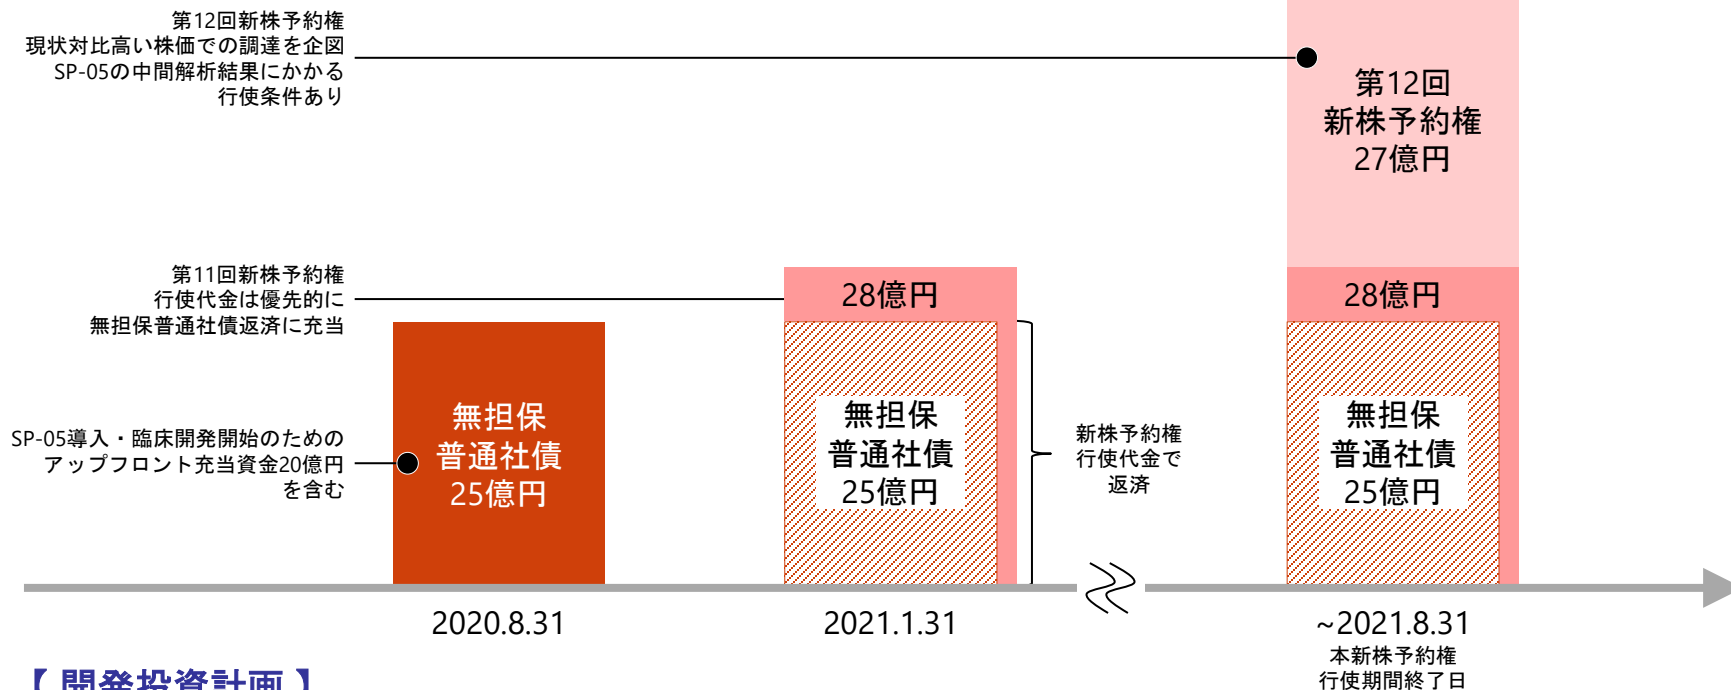 第12回新株予約権
現状対比高い株価での調達を企図
SP-05の中間解析結果にかかる
行使条件あり
第12回
新株予約権
27億円
第11回新株予約権
行使代金は優先的に
無担保普通社債返済に充当
28億円
28億円
SP-05導入・臨床開発開始のための
アップフロント充当資金20億円
を含む
無担保
普通社債
25億円
無担保
普通社債
25億円
新株予約権
行使代金で
返済
無担保
普通社債
25億円
2020.8.31
2021.1.31
~2021.8.31
本新株予約権
行使期間終了日
【 開発投資計画 】